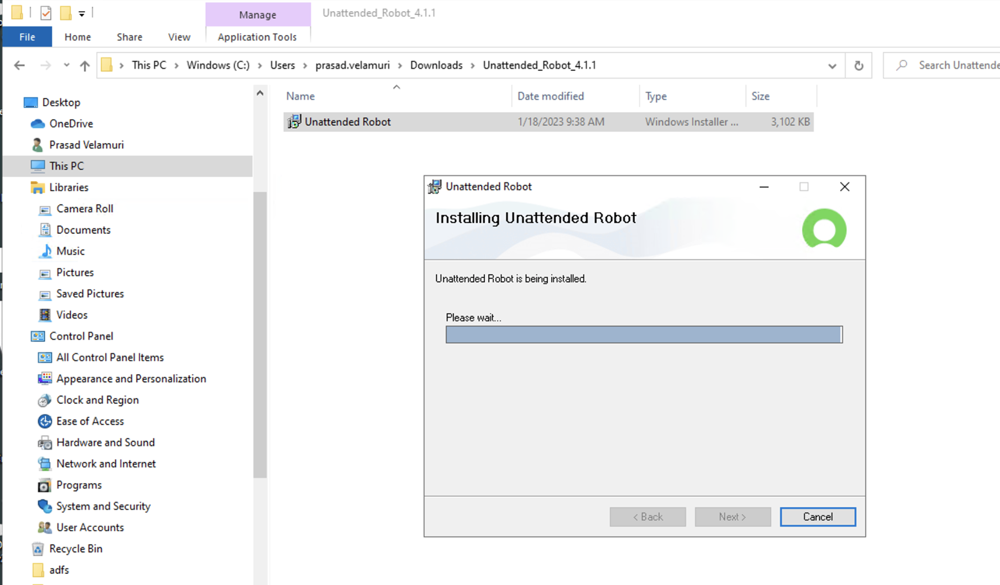 Manage
Unattended_Robot_4.1.1
File
Home
Share
View
Application Tools
This PC
Windows (C:)
Users
prasad.velamuri
Downloads
Unattended_Robot_4.1.1
Search Unattende
Desktop
OneDrive
Prasad Velamuri
This PC
Libraries
Camera Roll
Documents
Music
Pictures
Saved Pictures
Videos
Control Panel
All Control Panel Items
Appearance and Personalization
Clock and Region
Ease of Access
Hardware and Sound
Network and Internet
Programs
System and Security
User Accounts
Recycle Bin
adfs
Name
Date modified
Type
Size
Unattended Robot
1/18/2023 9:38 AM
Windows Installer ...
3,102 KB
Unattended Robot
Installing Unattended Robot
Unattended Robot is being installed.
Please wait...
< Back
Next >
Cancel